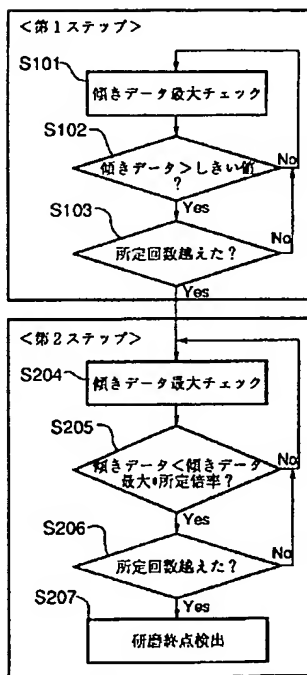 <第1ステップ>
S101
傾きデータ最大チェック
S102
傾きデータ>しきい値
?
No
Yes
S103
所定回数越えた?
No
Yes
<第2ステップ>
S204
傾きデータ最大チェック
S205
傾きデータ<傾きデータ
最大*所定倍率?
No
Yes
S206
所定回数越えた?
No
Yes
S207
研磨終点検出